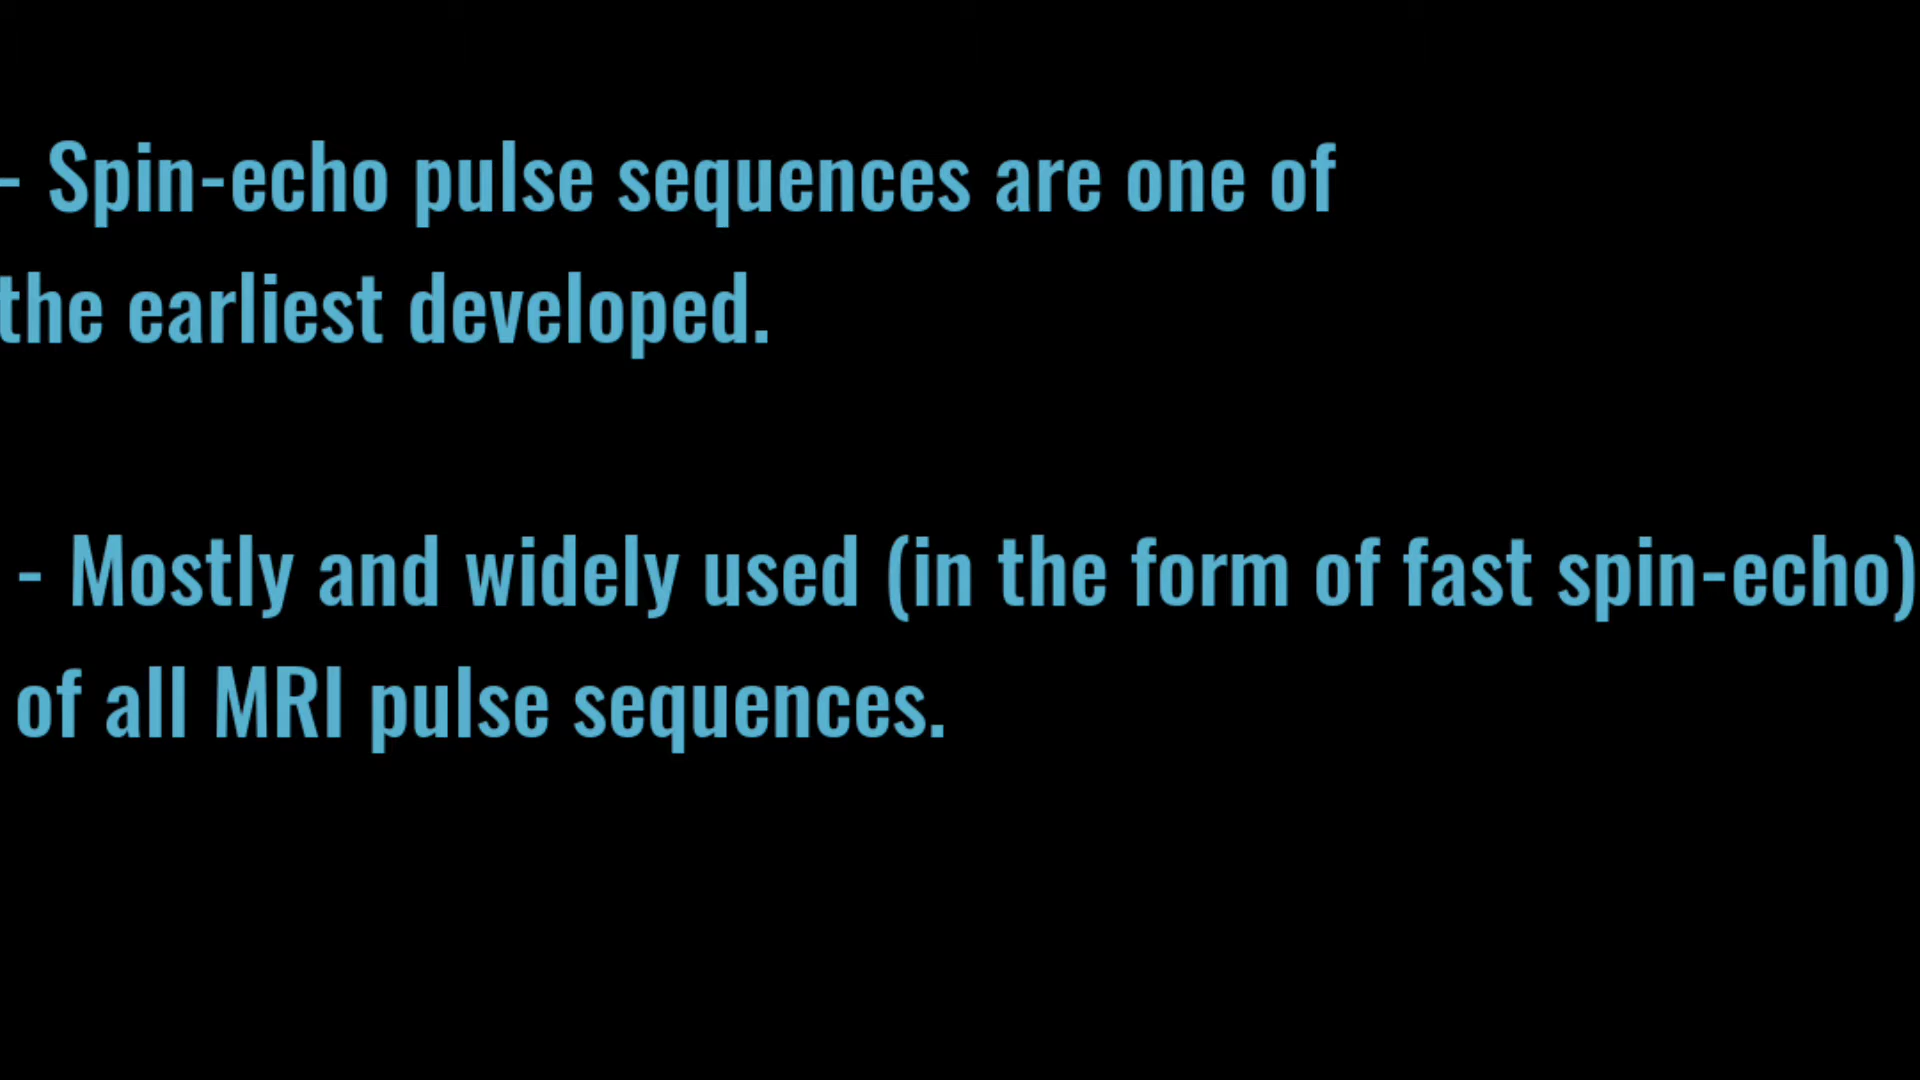 - Spin-echo pulse sequences are one of
the earliest developed.
- Mostly and widely used (in the form of fast spin-echo)
of all MRI pulse sequences.